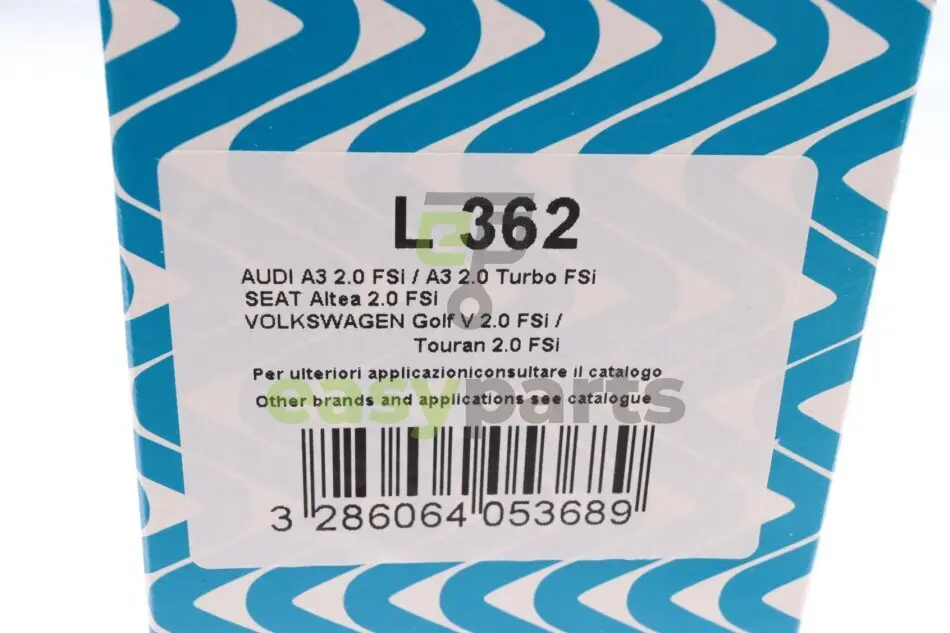 L 362
AUDI A3 2.0 FSi / A3 2.0 Turbo FSi
SEAT Altea 2.0 FSi
VOLKSWAGEN Golf V 2.0 FSi /
Touran 2.0 FSi
Per ulteriori applicazioniconsultare il catalogo
Other brands and applications see catalogue
easyparts
3 286064 053689